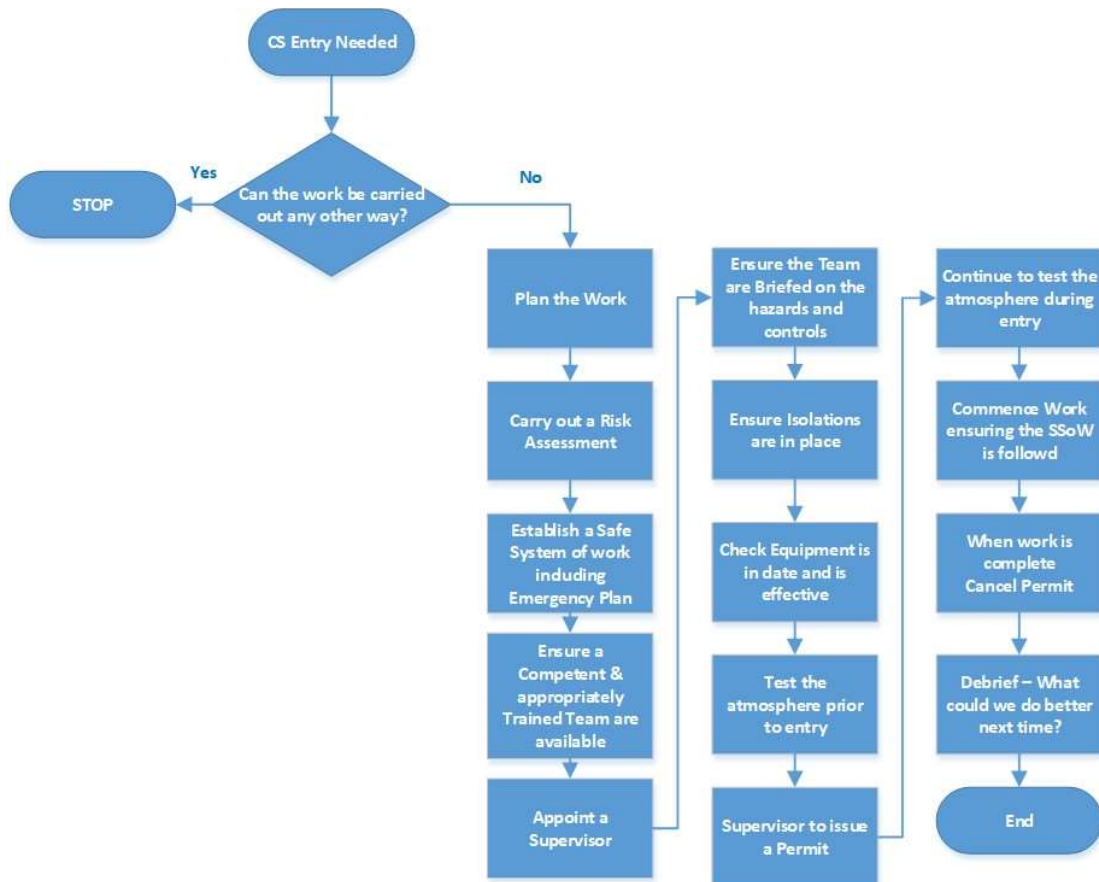 CS Entry Needed
Yes
No
Can the work be carried
out any other way?
STOP
Plan the Work
Carry out a Risk
Assessment
Establish a Safe
System of work
including
Emergency Plan
Ensure a
Competent &
appropriately
Trained Team are
available
Appoint a
Supervisor
Ensure the Team
are Briefed on the
hazards and
controls
Ensure Isolations
are in place
Check Equipment is
in date and is
effective
Test the
atmosphere prior
to entry
Supervisor to issue
a Permit
Continue to test the
atmosphere during
entry
Commence Work
ensuring the SSoW
is followd
When work is
complete
Cancel Permit
Debrief – What
could we do better
next time?
End